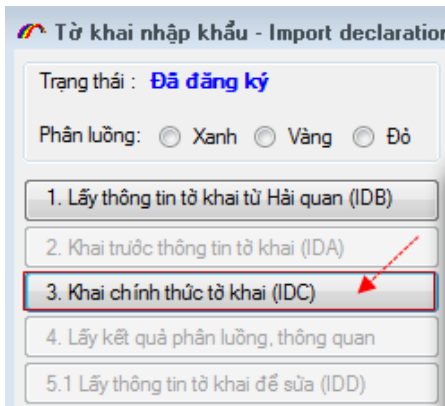 Tờ khai nhập khẩu - Import declaration
Trạng thái : Đã đăng ký
Phân luồng: Xanh Vàng Đỏ
1. Lấy thông tin tờ khai từ Hải quan (IDB)
2. Khai trước thông tin tờ khai (IDA)
3. Khai chính thức tờ khai (IDC)
4. Lấy kết quả phân luồng, thông quan
5.1 Lấy thông tin tờ khai để sửa (IDD)